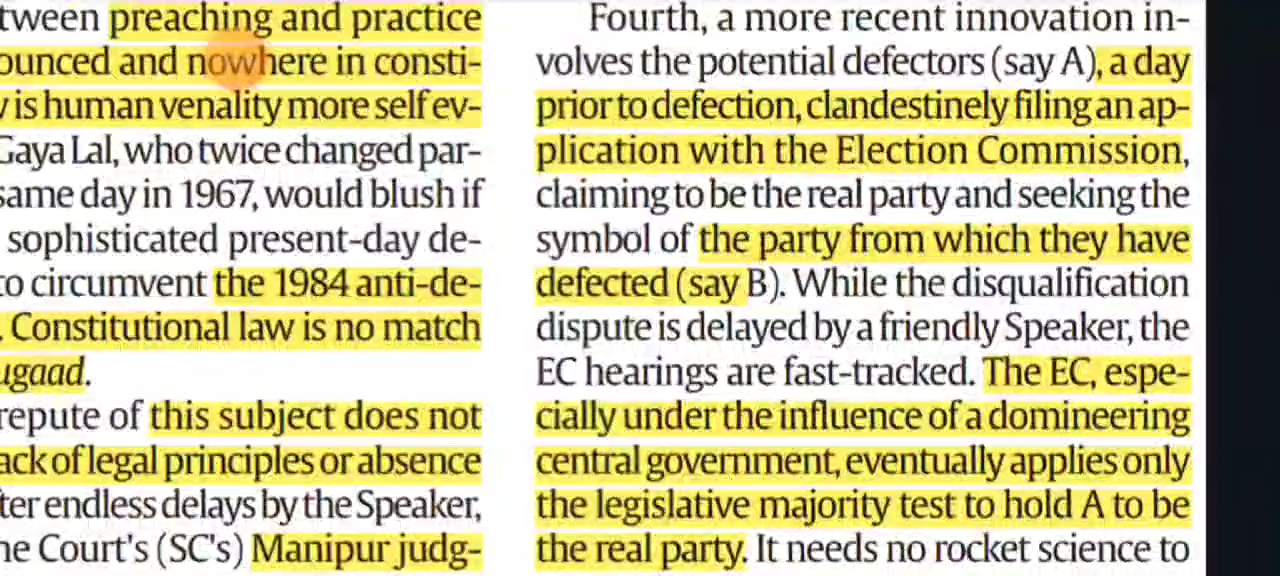 tween preaching and practice
ounced and nowhere in consti-
y is human venality more self ev-
Gaya Lal, who twice changed par-
same day in 1967, would blush if
sophisticated present-day de-
to circumvent the 1984 anti-de-
. Constitutional law is no match
ugaad.
repute of this subject does not
ack of legal principles or absence
ter endless delays by the Speaker,
he Court's (SC's) Manipur judg-
Fourth, a more recent innovation in-
volves the potential defectors (say A), a day
prior to defection, clandestinely filing an ap-
plication with the Election Commission,
claiming to be the real party and seeking the
symbol of the party from which they have
defected (say B). While the disqualification
dispute is delayed by a friendly Speaker, the
EC hearings are fast-tracked. The EC, espe-
cially under the influence of a domineering
central government, eventually applies only
the legislative majority test to hold A to be
the real party. It needs no rocket science to